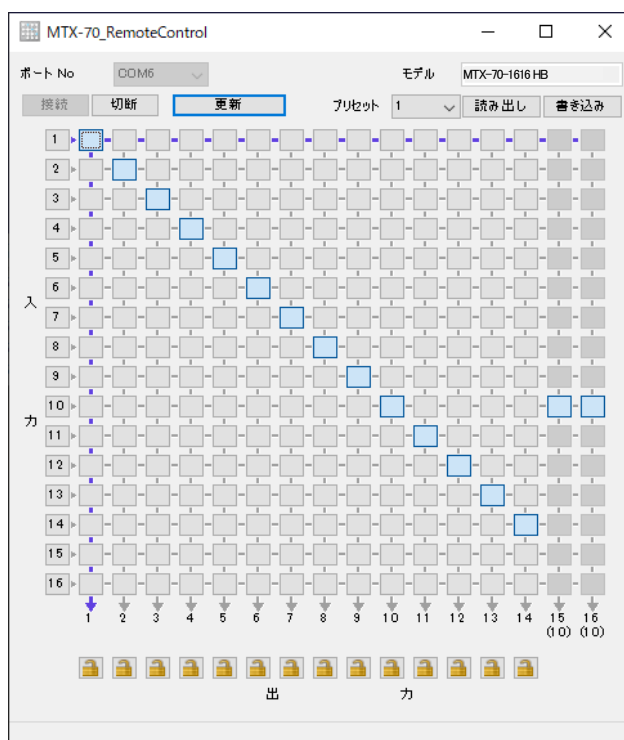 MTX-70_RemoteControl
ポート No COM6 モデル MTX-70-1616 HB
接続 切断 更新 プリセット 1 読み出し 書き込み
1
2
3
4
5
6
入
7
8
9
10
力
11
12
13
14
15
16
1 2 3 4 5 6 7 8 9 10 11 12 13 14 15 16
(10) (10)
出 力